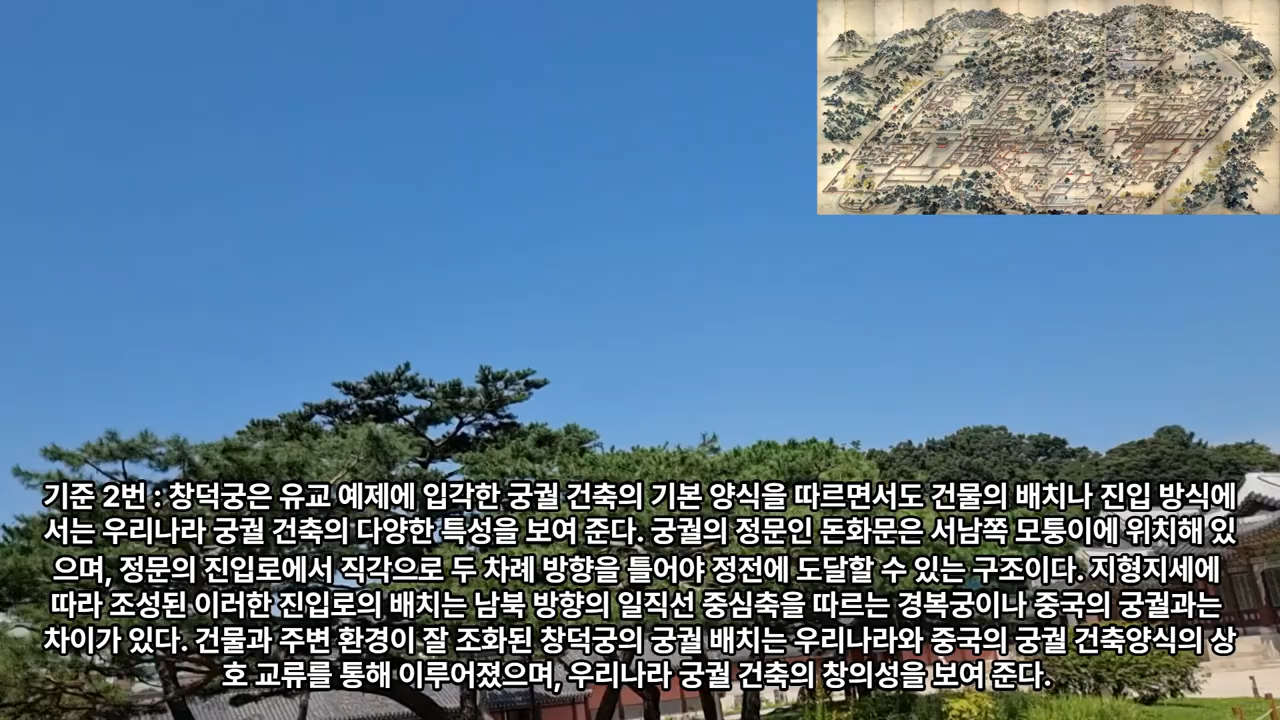 기준 2번 : 창덕궁은 유교 예제에 입각한 궁궐 건축의 기본 양식을 따르면서도 건물의 배치나 진입 방식에
서는 우리나라 궁궐 건축의 다양한 특성을 보여 준다. 궁궐의 정문인 돈화문은 서남쪽 모퉁이에 위치해 있
으며, 정문의 진입로에서 직각으로 두 차례 방향을 틀어야 정전에 도달할 수 있는 구조이다. 지형지세에
따라 조성된 이러한 진입로의 배치는 남북 방향의 일직선 중심축을 따르는 경복궁이나 중국의 궁궐과는
차이가 있다. 건물과 주변 환경이 잘 조화된 창덕궁의 궁궐 배치는 우리나라와 중국의 궁궐 건축양식의 상
호 교류를 통해 이루어졌으며, 우리나라 궁궐 건축의 창의성을 보여 준다.